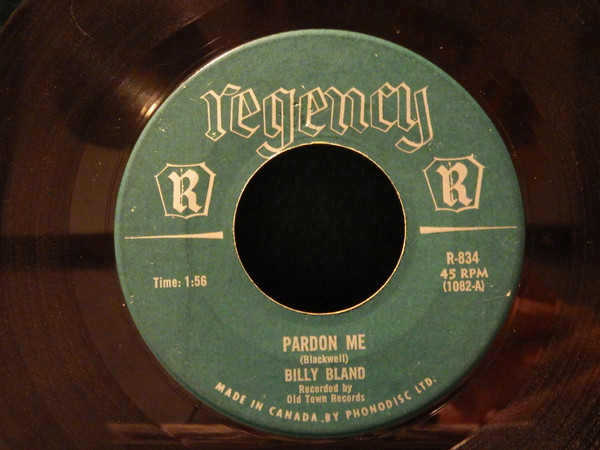 regency
R
R
R-834
45 RPM
(1082-A)
Time: 1:56
PARDON ME
(Blackwell)
BILLY BLAND
Recorded by
Old Town Records
MADE IN CANADA BY PHONODISC LTD.